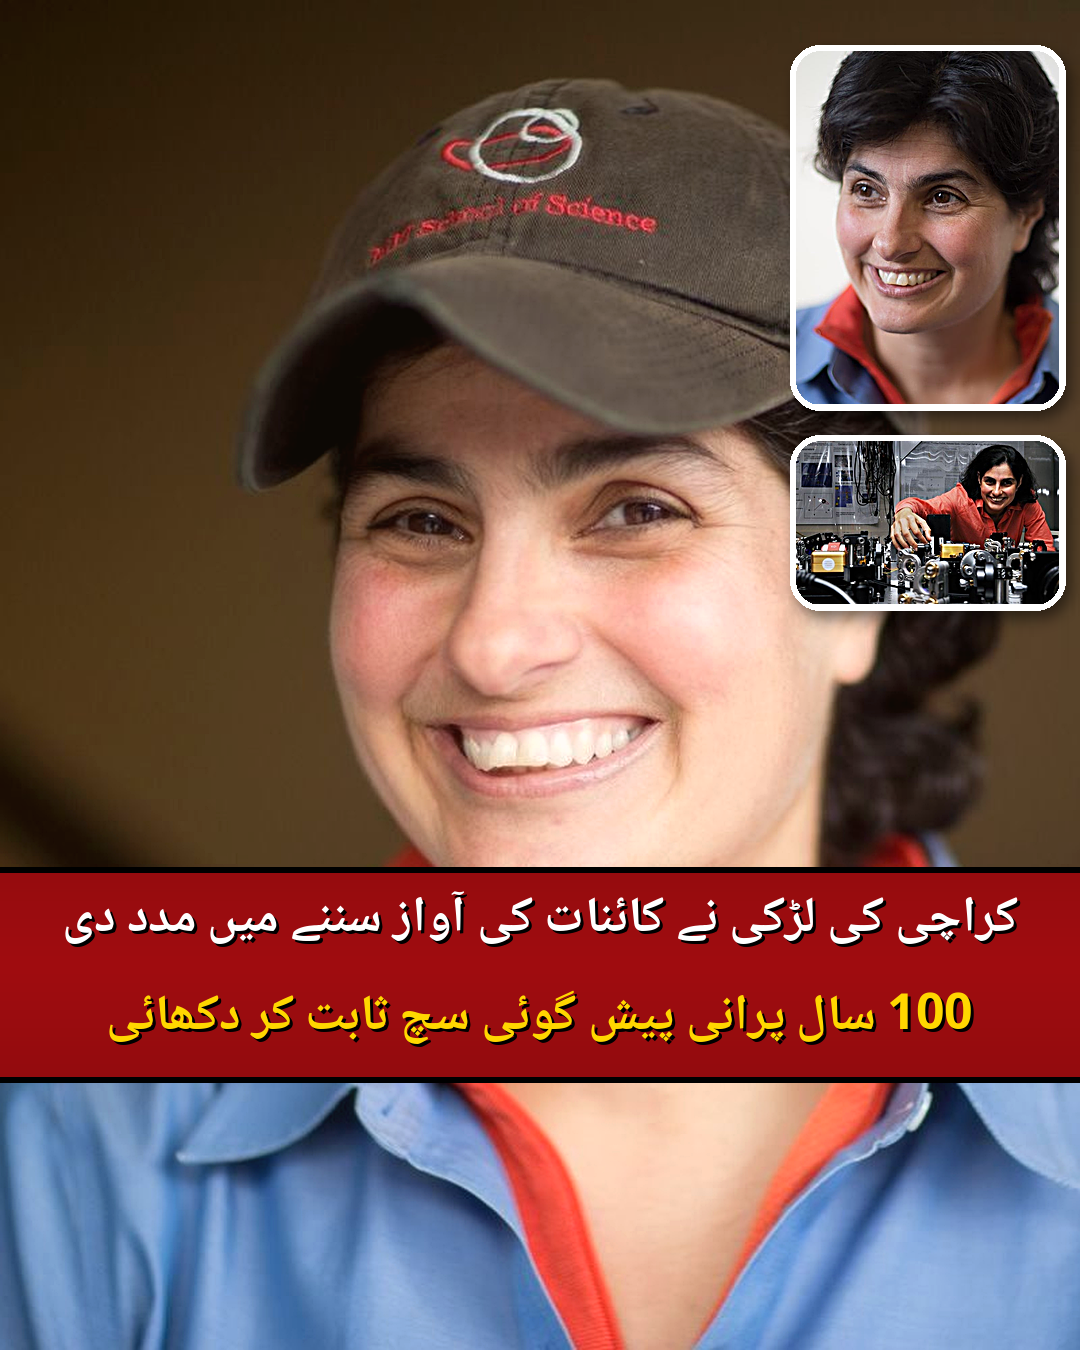 MIT School of Science
کراچی کی لڑکی نے کائنات کی آواز سننے میں مدد دی
100 سال پرانی پیش گوئی سچ ثابت کر دکھائی